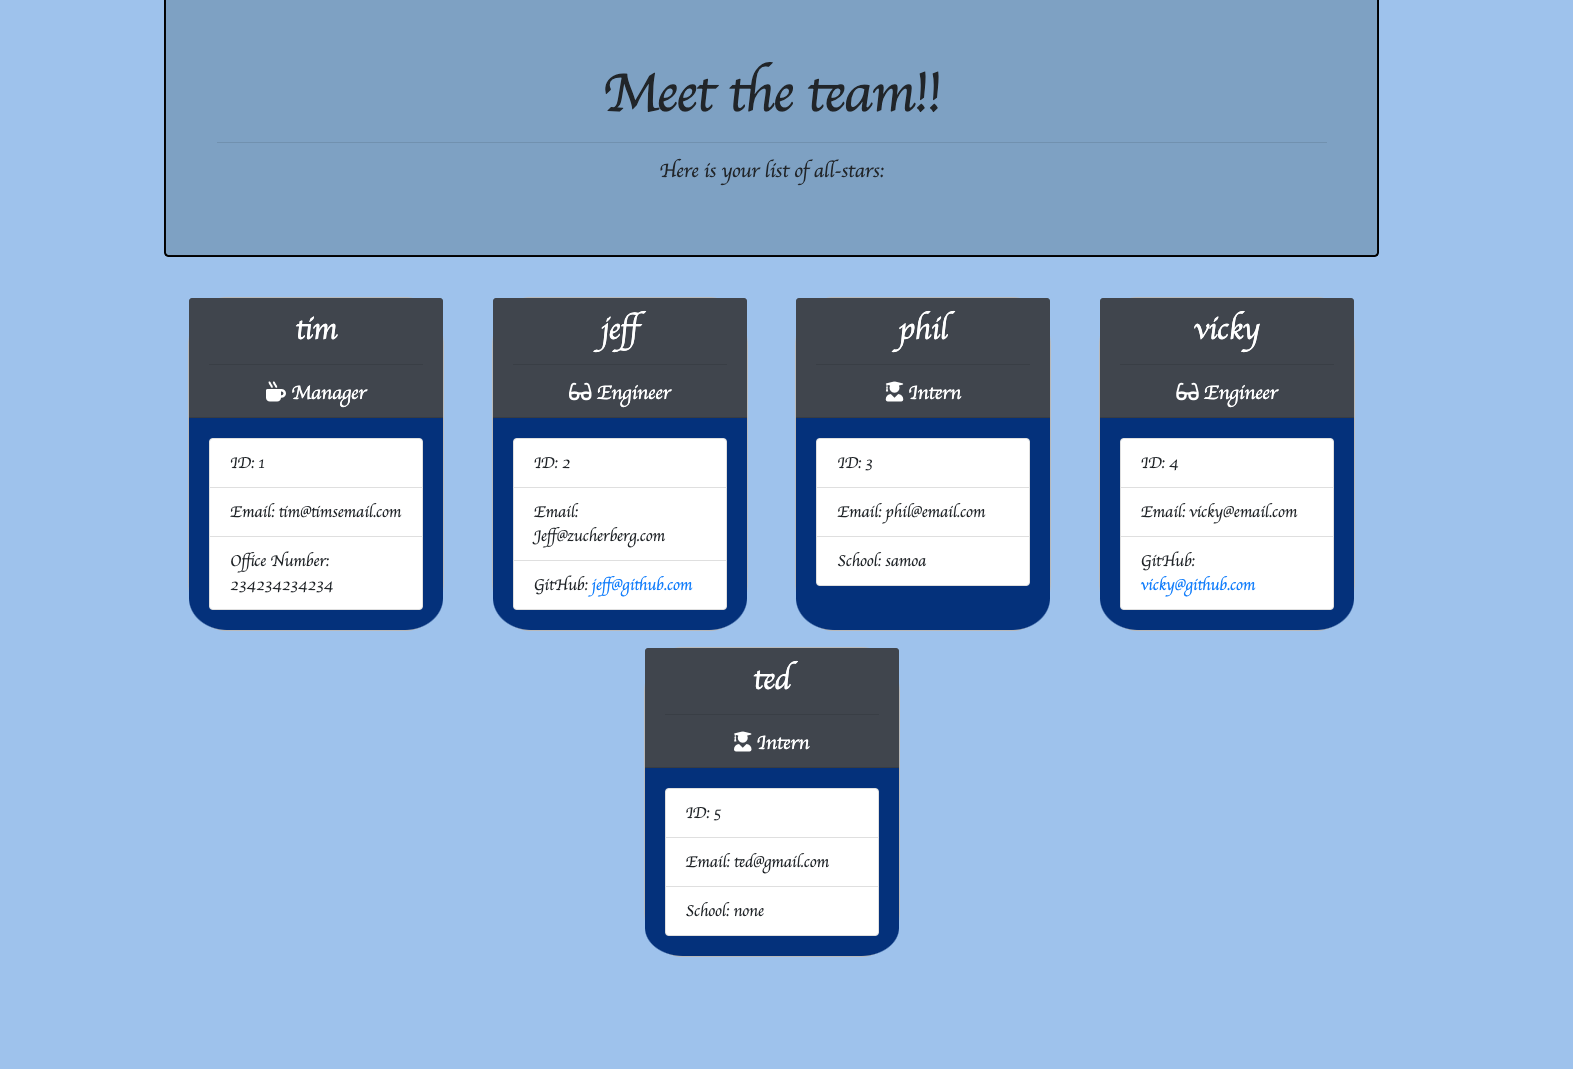 Meet the team!!
Here is your list of all-stars:
tim
Manager
ID: 1
Email: tim@timsemail.com
Office Number:
234234234234
jeff
Engineer
ID: 2
Email:
Jeff@zucherberg.com
GitHub: jeff@github.com
phil
Intern
ID: 3
Email: phil@email.com
School: samoa
vicky
Engineer
ID: 4
Email: vicky@email.com
GitHub:
vicky@github.com
ted
Intern
ID: 5
Email: ted@gmail.com
School: none